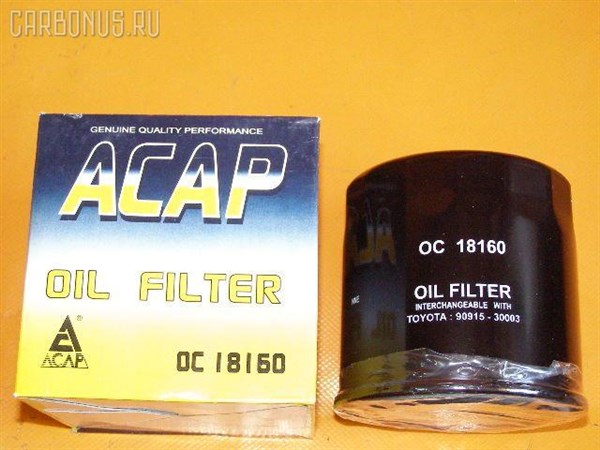 CARBONUS.RU
GENUINE QUALITY PERFORMANCE
ACAP
OIL FILTER
®
ACAP
OC 18160
OC 18160
OIL FILTER
INTERCHANGEABLE WITH
TOYOTA : 90915 - 30003